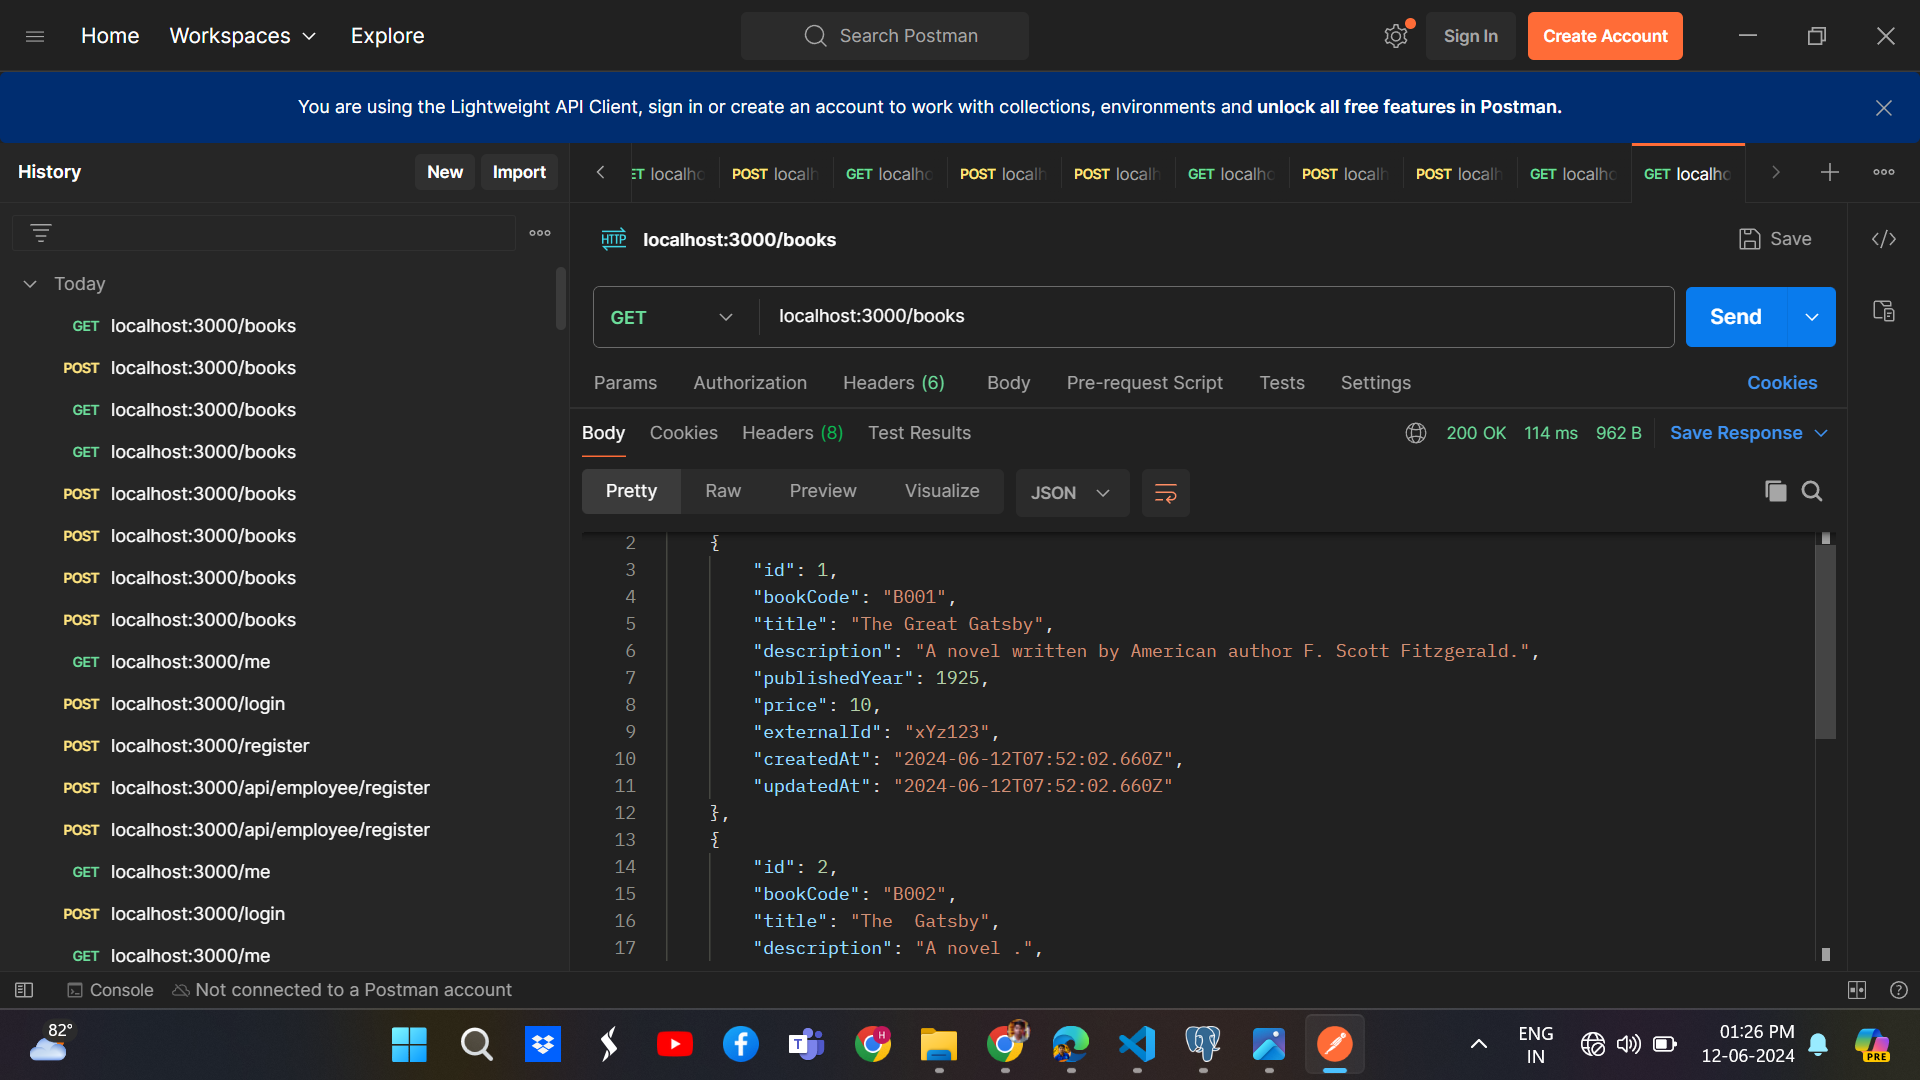 Home Workspaces Explore Search Postman Sign In Create Account
You are using the Lightweight API Client, sign in or create an account to work with collections, environments and unlock all free features in Postman.
History New Import
ET localho POST localh GET localho POST localh POST localh GET localho POST localh POST localh GET localho GET localho
HTTP localhost:3000/books Save
Today
GET localhost:3000/books
POST localhost:3000/books
GET localhost:3000/books
GET localhost:3000/books
POST localhost:3000/books
POST localhost:3000/books
POST localhost:3000/books
POST localhost:3000/books
GET localhost:3000/me
POST localhost:3000/login
POST localhost:3000/register
POST localhost:3000/api/employee/register
POST localhost:3000/api/employee/register
GET localhost:3000/me
POST localhost:3000/login
GET localhost:3000/me
GET localhost:3000/books Send
Params Authorization Headers (6) Body Pre-request Script Tests Settings Cookies
Body Cookies Headers (8) Test Results 200 OK 114 ms 962 B Save Response
Pretty Raw Preview Visualize JSON
2 {
3 "id": 1,
4 "bookCode": "B001",
5 "title": "The Great Gatsby",
6 "description": "A novel written by American author F. Scott Fitzgerald.",
7 "publishedYear": 1925,
8 "price": 10,
9 "externalId": "xYz123",
10 "createdAt": "2024-06-12T07:52:02.660Z",
11 "updatedAt": "2024-06-12T07:52:02.660Z"
12 },
13 {
14 "id": 2,
15 "bookCode": "B002",
16 "title": "The  Gatsby",
17 "description": "A novel .",
Console Not connected to a Postman account
82°
T
H
ENG
IN
01:26 PM
12-06-2024
PRE